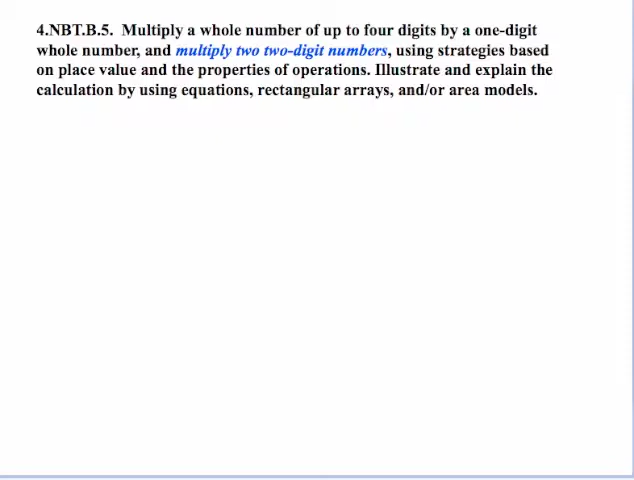 4.NBT.B.5. Multiply a whole number of up to four digits by a one-digit
whole number, and multiply two two-digit numbers, using strategies based
on place value and the properties of operations. Illustrate and explain the
calculation by using equations, rectangular arrays, and/or area models.